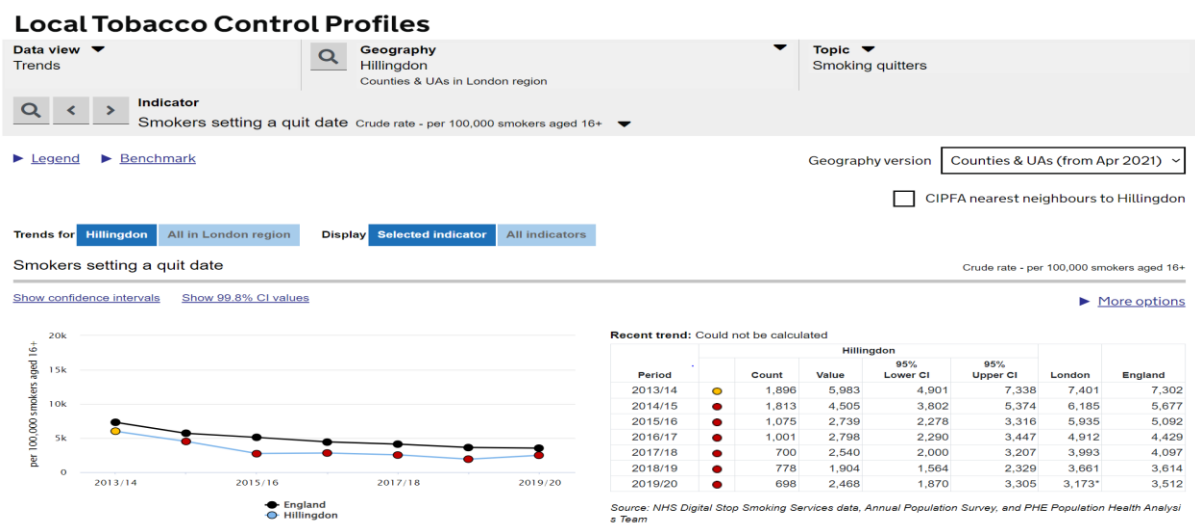 Local Tobacco Control Profiles
Data view
Trends
Geography
Hillingdon
Counties & UAs in London region
Topic
Smoking quitters
Indicator
Smokers setting a quit date Crude rate - per 100,000 smokers aged 16+
Legend Benchmark
Geography version Counties & UAs (from Apr 2021)
CIPFA nearest neighbours to Hillingdon
Trends for Hillingdon All in London region Display Selected indicator All indicators
Smokers setting a quit date Crude rate - per 100,000 smokers aged 16+
Show confidence intervals Show 99.8% CI values More options
per 100,000 smokers aged 16+
20k
15k
10k
5k
0
2013/14 2015/16 2017/18 2019/20
England
Hillingdon
Recent trend: Could not be calculated
Hillingdon
Period Count Value 95% Lower CI 95% Upper CI London England
2013/14 1,896 5,983 4,901 7,338 7,401 7,302
2014/15 1,813 4,505 3,802 5,374 6,185 5,677
2015/16 1,075 2,739 2,278 3,316 5,935 5,092
2016/17 1,001 2,798 2,290 3,447 4,912 4,429
2017/18 700 2,540 2,000 3,207 3,993 4,097
2018/19 778 1,904 1,564 2,329 3,661 3,614
2019/20 698 2,468 1,870 3,305 3,173* 3,512
Source: NHS Digital Stop Smoking Services data, Annual Population Survey, and PHE Population Health Analysi
s Team